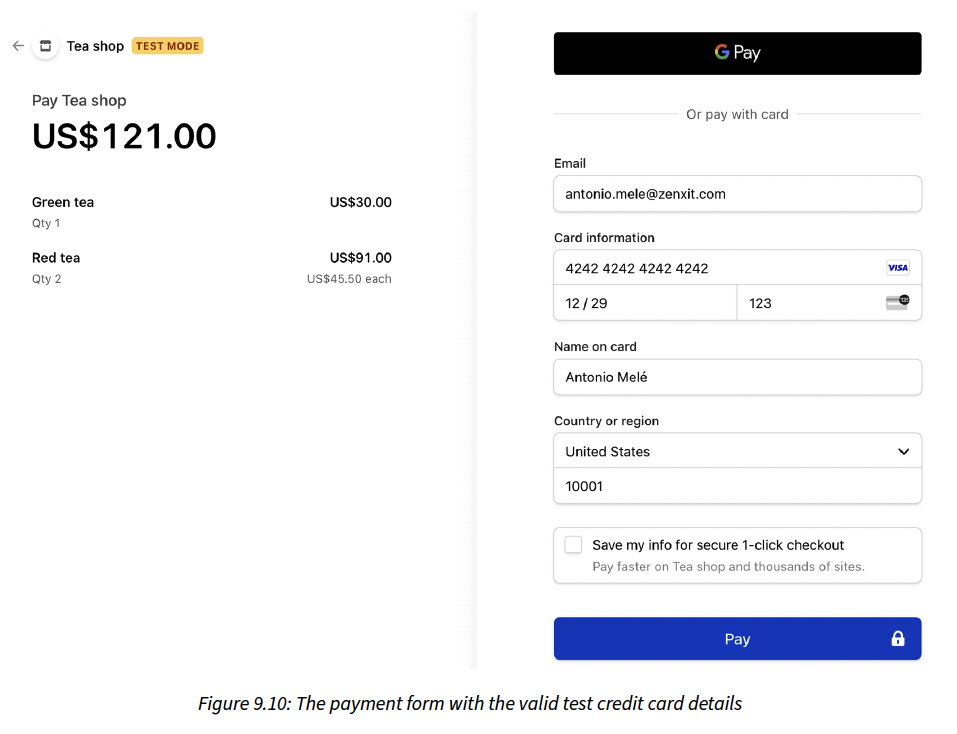 Tea shop TEST MODE
Pay Tea shop
US$121.00
Green tea US$30.00
Qty 1
Red tea US$91.00
Qty 2 US$45.50 each
G Pay
Or pay with card
Email
antonio.mele@zenxit.com
Card information
4242 4242 4242 4242 VISA
12 / 29 123
Name on card
Antonio Melé
Country or region
United States
10001
Save my info for secure 1-click checkout
Pay faster on Tea shop and thousands of sites.
Pay
Figure 9.10: The payment form with the valid test credit card details